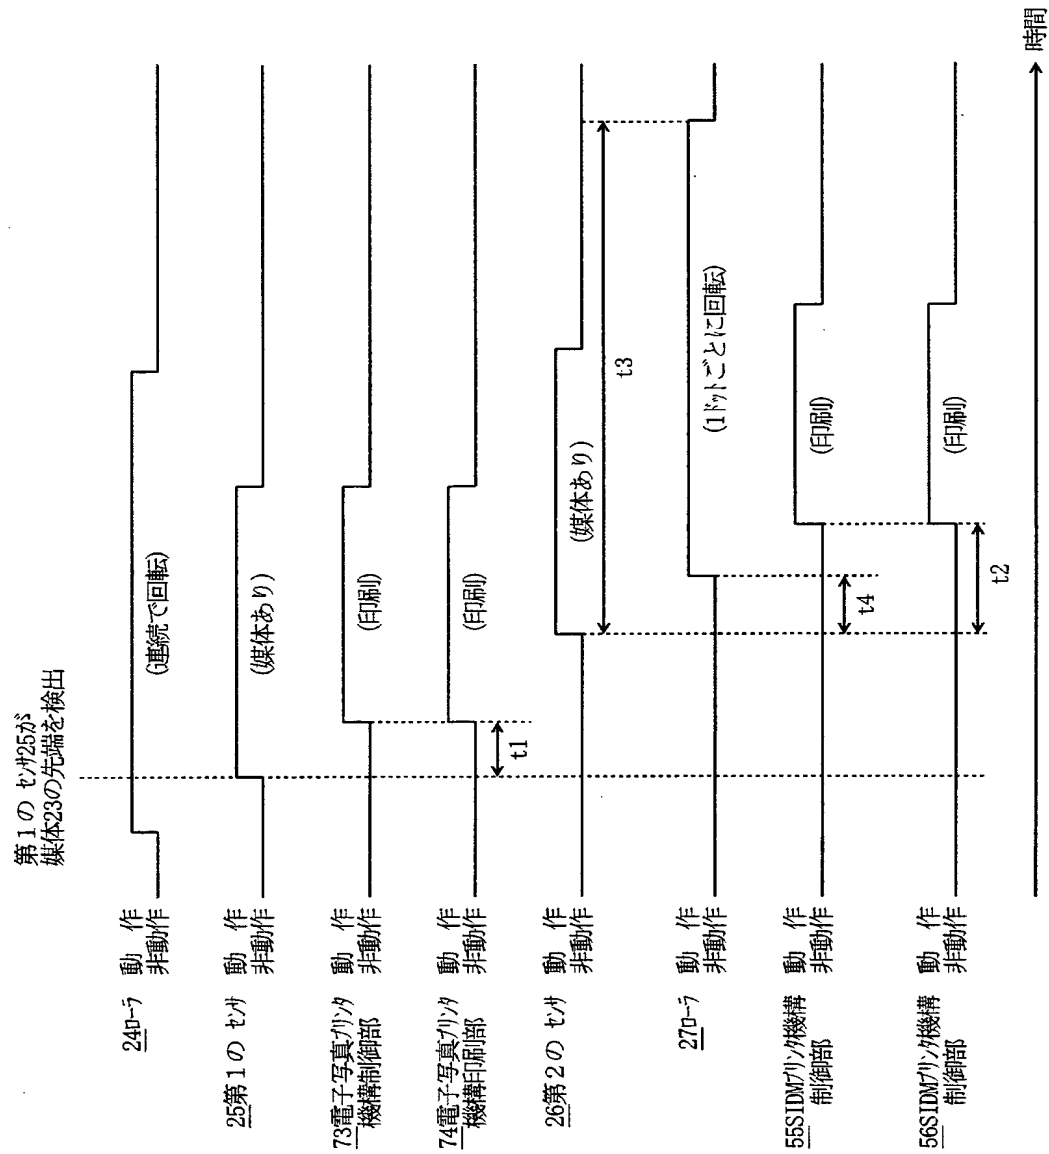 第1の ｾﾝｻ25が
媒体23の先端を検出
24ﾛｰﾗ
動 作
非動作
(連続で回転)
25第1の ｾﾝｻ
動 作
非動作
(媒体あり)
73電子写真ﾌﾟﾘﾝﾀ
機構制御部
動 作
非動作
(印刷)
74電子写真ﾌﾟﾘﾝﾀ
機構印刷部
動 作
非動作
(印刷)
t1
26第2の ｾﾝｻ
動 作
非動作
(媒体あり)
t3
27ﾛｰﾗ
動 作
非動作
(1ﾄﾞｯﾄごとに回転)
55SIDMﾌﾟﾘﾝﾀ機構
制御部
動 作
非動作
(印刷)
t4
56SIDMﾌﾟﾘﾝﾀ機構
制御部
動 作
非動作
(印刷)
t2
時間